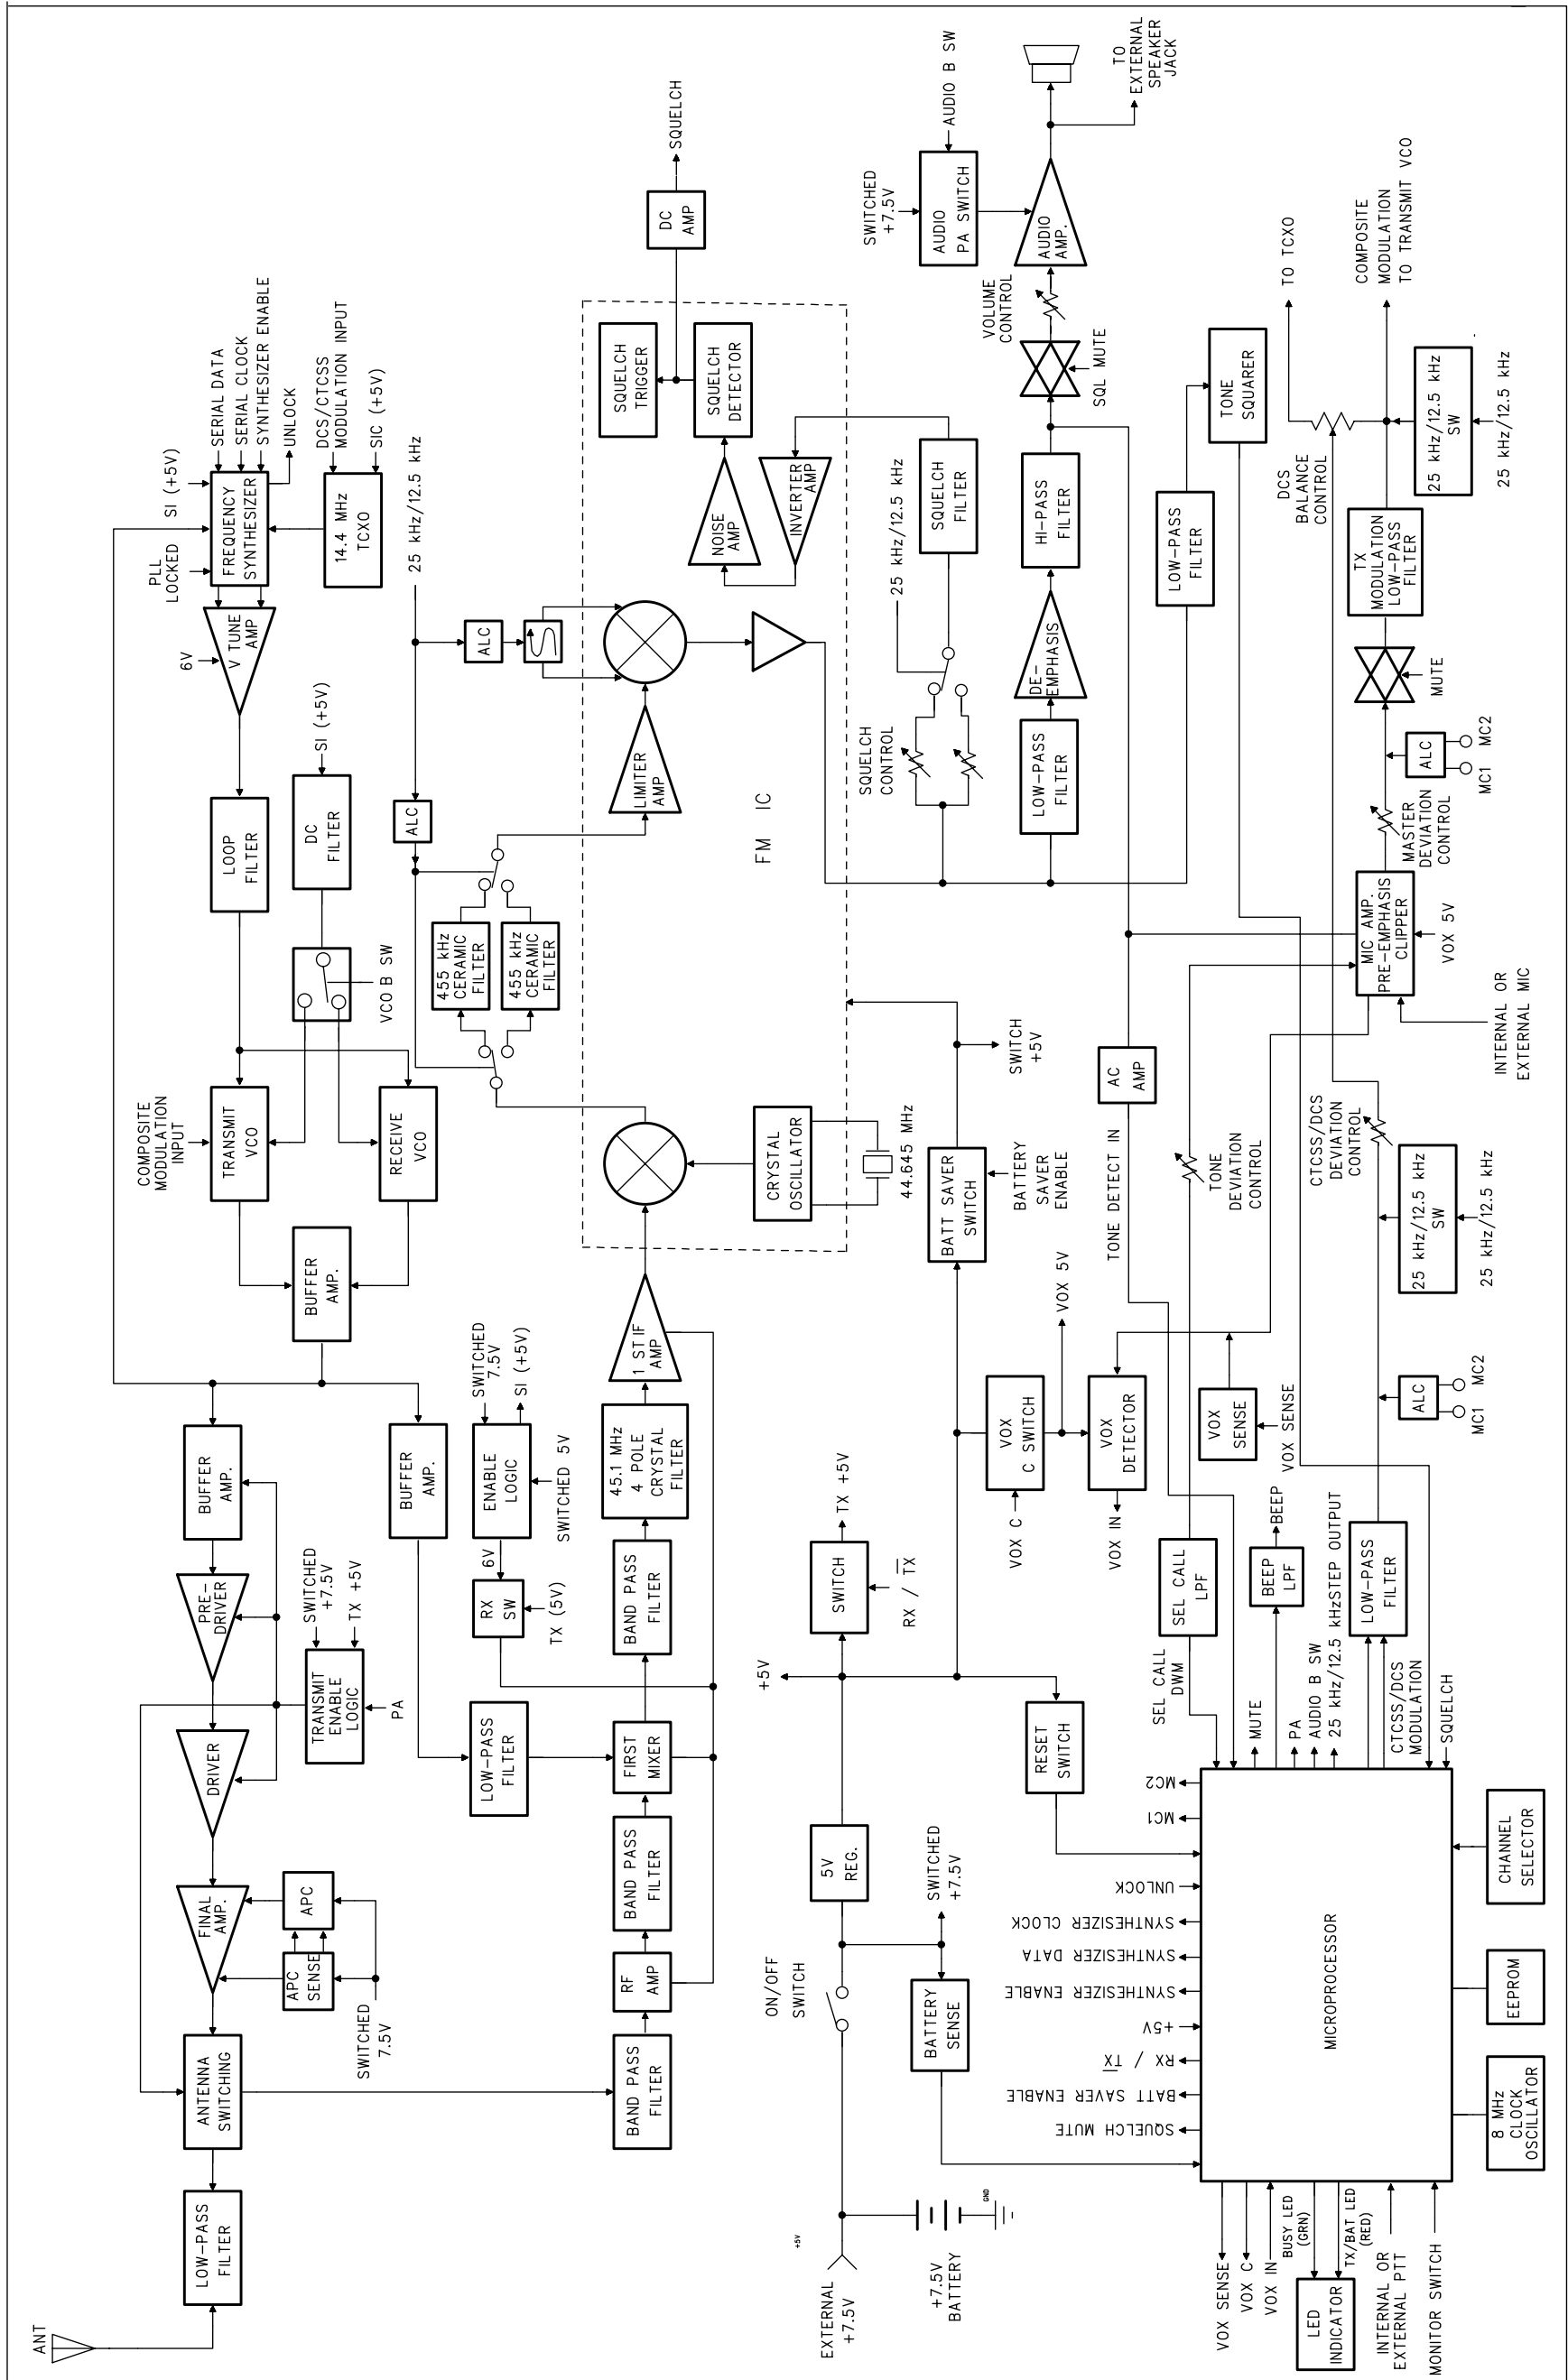 ANT
LOW-PASS
FILTER
ANTENNA
SWITCHING
FINAL
AMP.
APC
APC
SENSE
SWITCHED
7.5V
DRIVER
PRE-
DRIVER
BUFFER
AMP.
TRANSMIT
ENABLE
LOGIC
SWITCHED
+7.5V
TX +5V
PA
BUFFER
AMP.
TRANSMIT
VCO
COMPOSITE
MODULATION
INPUT
RECEIVE
VCO
VCO B SW
LOOP
FILTER
DC
FILTER
SI (+5V)
V TUNE
AMP
6V
PLL
LOCKED
SI (+5V)
FREQUENCY
SYNTHESIZER
SERIAL DATA
SERIAL CLOCK
SYNTHESIZER ENABLE
UNLOCK
14.4 MHz
TCXO
DCS/CTCSS
MODULATION INPUT
SIC (+5V)
BUFFER
AMP.
ENABLE
LOGIC
SWITCHED
7.5V
SI (+5V)
SWITCHED 5V
6V
RX
SW
TX (5V)
LOW-PASS
FILTER
BAND PASS
FILTER
RF
AMP
BAND PASS
FILTER
FIRST
MIXER
BAND PASS
FILTER
45.1 MHz
4 POLE
CRYSTAL
FILTER
1 ST IF
AMP
CRYSTAL
OSCILLATOR
44.645 MHz
455 kHz
CERAMIC
FILTER
455 kHz
CERAMIC
FILTER
ALC
25 kHz/12.5 kHz
ALC
LIMITER
AMP
FM IC
NOISE
AMP
INVERTER
AMP
SQUELCH
TRIGGER
SQUELCH
DETECTOR
DC
AMP
SQUELCH
SQUELCH
CONTROL
25 kHz/12.5 kHz
SQUELCH
FILTER
LOW-PASS
FILTER
DE-
EMPHASIS
HI-PASS
FILTER
SQL MUTE
VOLUME
CONTROL
AUDIO
AMP.
SWITCHED
+7.5V
AUDIO
PA SWITCH
AUDIO B SW
TO
EXTERNAL
SPEAKER
JACK
LOW-PASS
FILTER
TONE
SQUARER
EXTERNAL
+7.5V
+5V
+7.5V
BATTERY
GND
ON/OFF
SWITCH
BATTERY
SENSE
SWITCHED
+7.5V
5V
REG.
+5V
SWITCH
TX +5V
RX / TX
RESET
SWITCH
VOX
C SWITCH
VOX C
VOX 5V
VOX
DETECTOR
VOX IN
BATT SAVER
SWITCH
BATTERY
SAVER
ENABLE
SWITCH
+5V
AC
AMP
TONE DETECT IN
TONE
DEVIATION
CONTROL
SEL CALL
LPF
SEL CALL
DWM
VOX
SENSE
VOX SENSE
BEEP
LPF
BEEP
LOW-PASS
FILTER
MUTE
PA
AUDIO B SW
25 kHz/12.5 kHzSTEP OUTPUT
CTCSS/DCS
MODULATION
SQUELCH
ALC
MC1
MC2
25 kHz/12.5 kHz
SW
25 kHz/12.5 kHz
CTCSS/DCS
DEVIATION
CONTROL
INTERNAL OR
EXTERNAL MIC
MIC AMP.
PRE-EMPHASIS
CLIPPER
VOX 5V
MASTER
DEVIATION
CONTROL
ALC
MC1
MC2
MUTE
TX
MODULATION
LOW-PASS
FILTER
DCS
BALANCE
CONTROL
TO TCXO
COMPOSITE
MODULATION
TO TRANSMIT VCO
25 kHz/12.5 kHz
SW
25 kHz/12.5 kHz
MICROPROCESSOR
SQUELCH MUTE
BATT SAVER ENABLE
RX / TX
+5V
SYNTHESIZER ENABLE
SYNTHESIZER DATA
SYNTHESIZER CLOCK
UNLOCK
MC1
MC2
VOX SENSE
VOX C
VOX IN
BUSY LED
(GRN)
TX/BAT LED
(RED)
LED
INDICATOR
INTERNAL OR
EXTERNAL PTT
MONITOR SWITCH
8 MHz
CLOCK
OSCILLATOR
EEPROM
CHANNEL
SELECTOR